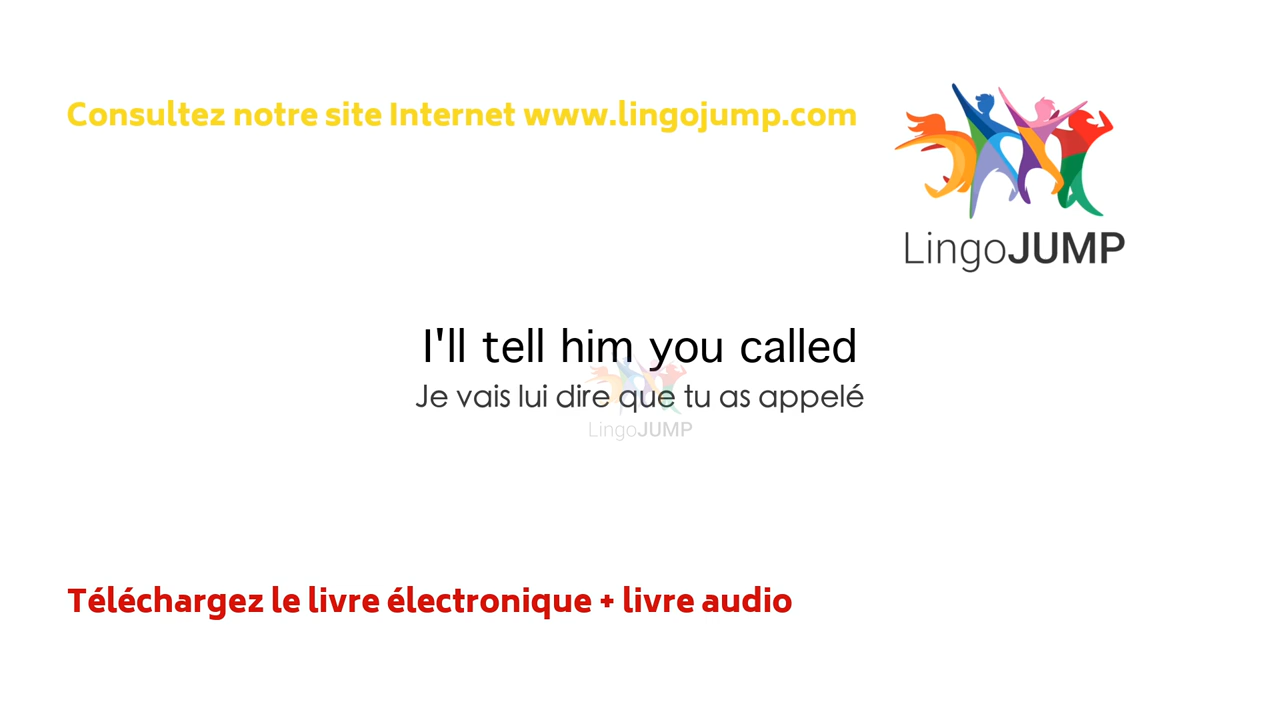 Consultez notre site Internet www.lingojump.com
LingoJUMP
I'll tell him you called
Je vais lui dire que tu as appelé
LingoJUMP
Téléchargez le livre électronique + livre audio